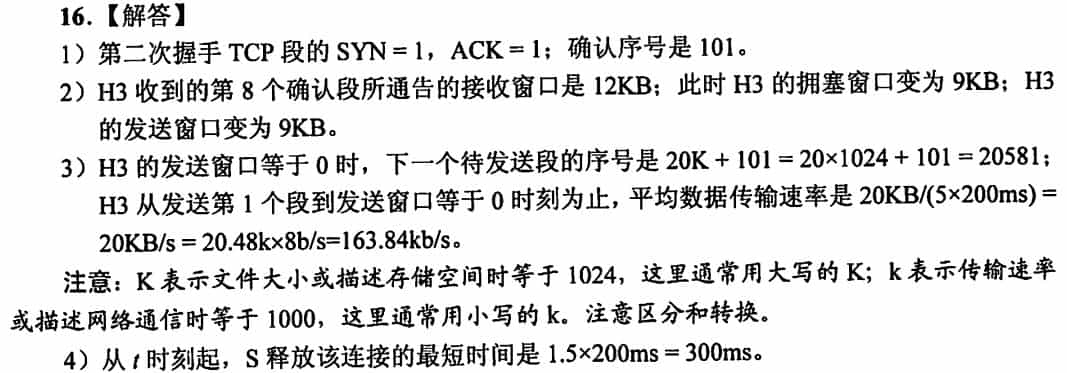 16.【解答】
1）第二次握手 TCP 段的 SYN = 1，ACK = 1；确认序号是 101。
2）H3 收到的第 8 个确认段所通告的接收窗口是 12KB；此时 H3 的拥塞窗口变为 9KB；H3
的发送窗口变为 9KB。
3）H3 的发送窗口等于 0 时，下一个待发送段的序号是 20K + 101 = 20×1024 + 101 = 20581；
H3 从发送第 1 个段到发送窗口等于 0 时刻为止，平均数据传输速率是 20KB/(5×200ms) =
20KB/s = 20.48k×8b/s=163.84kb/s。
注意：K 表示文件大小或描述存储空间时等于 1024，这里通常用大写的 K；k 表示传输速率
或描述网络通信时等于 1000，这里通常用小写的 k。注意区分和转换。
4）从 t 时刻起，S 释放该连接的最短时间是 1.5×200ms = 300ms。